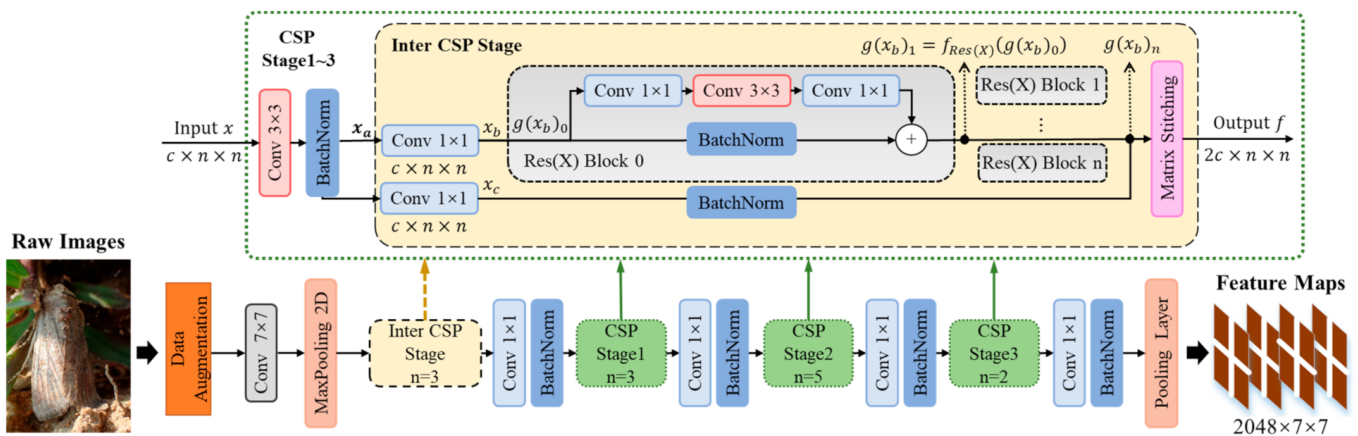 CSP
Stage1~3
Inter CSP Stage
g(x_b)_1 = f_{Res(X)}(g(x_b)_0)
g(x_b)_n
Conv 1×1
Conv 3×3
Conv 1×1
Res(X) Block 1
Input x
c × n × n
Conv 3×3
BatchNorm
x_a
Conv 1×1
c × n × n
x_b
g(x_b)_0
BatchNorm
+
Res(X) Block 0
⋮
Res(X) Block n
Matrix Stitching
Output f
2c × n × n
Conv 1×1
c × n × n
x_c
BatchNorm
Raw Images
Data
Augmentation
Conv 7×7
MaxPooling 2D
Inter CSP
Stage
n=3
Conv 1×1
BatchNorm
CSP
Stage1
n=3
Conv 1×1
BatchNorm
CSP
Stage2
n=5
Conv 1×1
BatchNorm
CSP
Stage3
n=2
Conv 1×1
BatchNorm
Pooling Layer
Feature Maps
2048×7×7